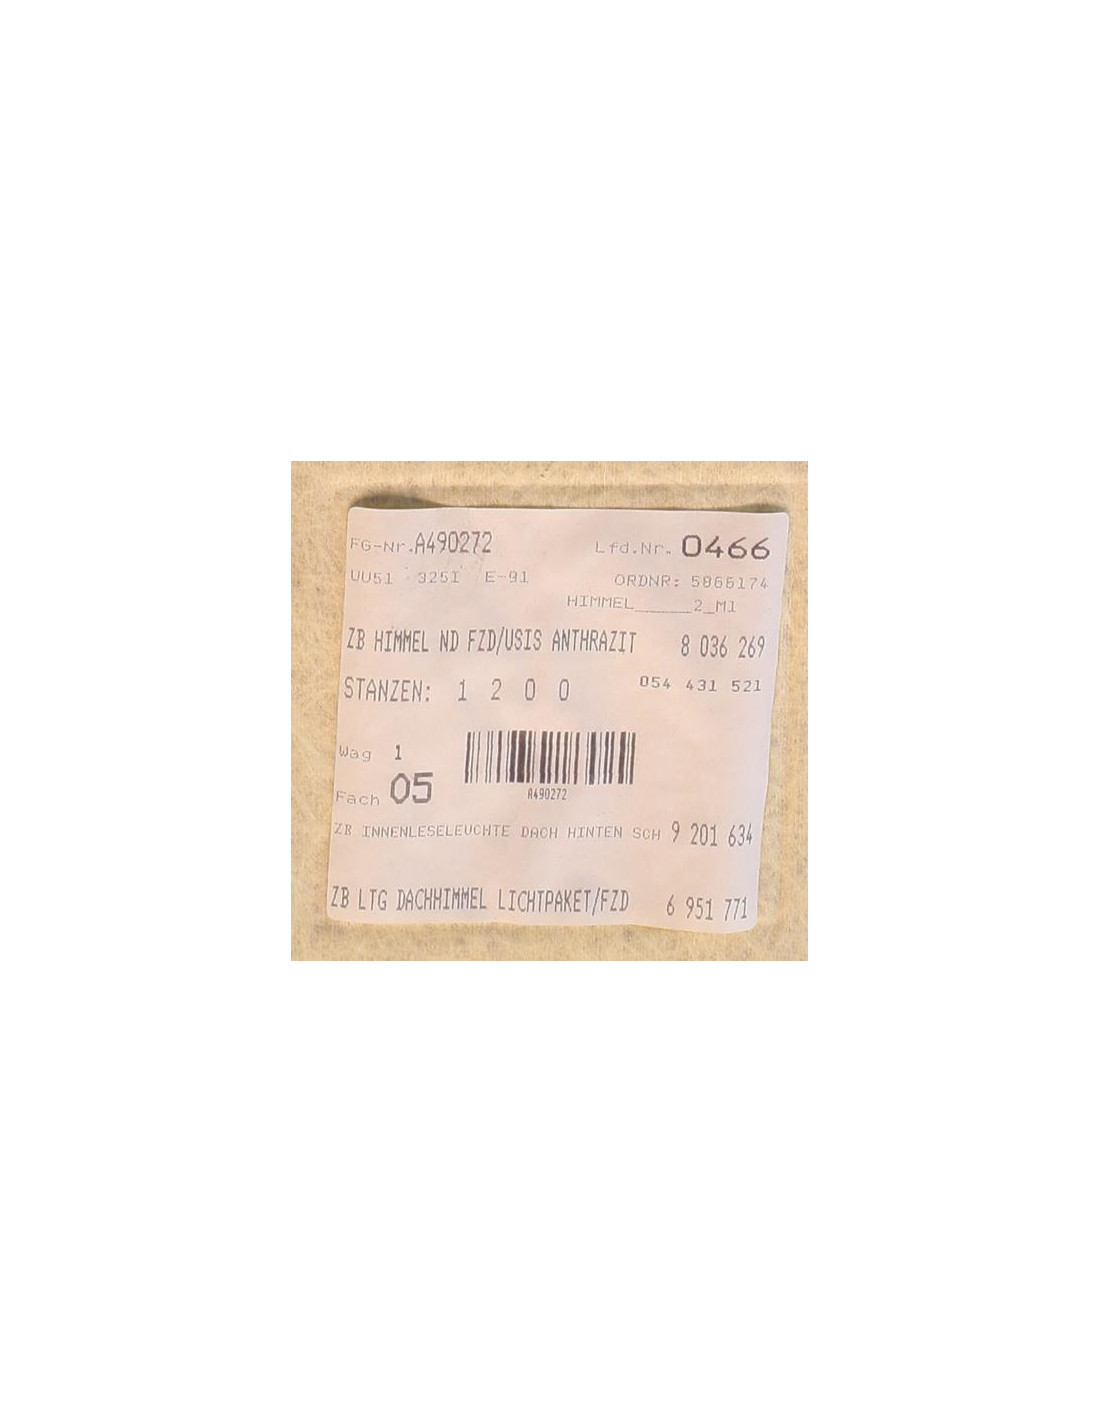 FG-Nr. A490272 Lfd.Nr. 0466
UU51 3251 E-91 ORDNR: 5866174
HIMMEL_____2_M1
ZB HIMMEL ND FZD/USIS ANTHRAZIT 8 036 269
STANZEN: 1 2 0 0 054 431 521
Wag 1
Fach 05
A490272
ZB INNENLESELEUCHTE DACH HINTEN SCH 9 201 634
ZB LTG DACHHIMMEL LICHTPAKET/FZD 6 951 771